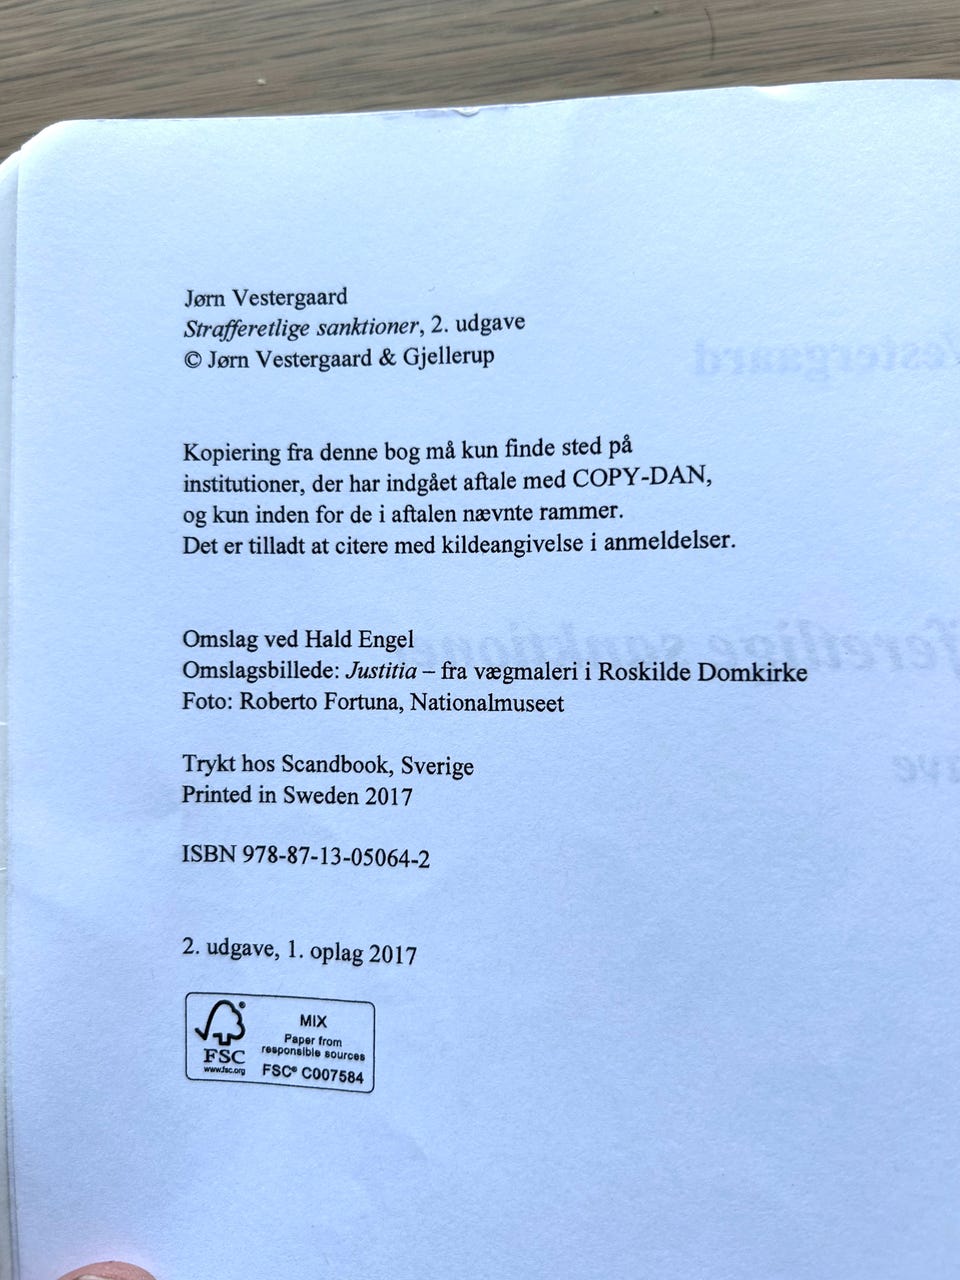 Jørn Vestergaard
Strafferetlige sanktioner, 2. udgave
© Jørn Vestergaard & Gjellerup
Kopiering fra denne bog må kun finde sted på
institutioner, der har indgået aftale med COPY-DAN,
og kun inden for de i aftalen nævnte rammer.
Det er tilladt at citere med kildeangivelse i anmeldelser.
Omslag ved Hald Engel
Omslagsbillede: Justitia – fra vægmaleri i Roskilde Domkirke
Foto: Roberto Fortuna, Nationalmuseet
Trykt hos Scandbook, Sverige
Printed in Sweden 2017
ISBN 978-87-13-05064-2
2. udgave, 1. oplag 2017
FSC
www.fsc.org
MIX
Paper from
responsible sources
FSC® C007584